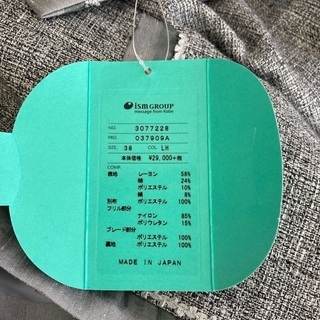 ism GROUP
message from Kobe
NO. 3077228
PRO. 037909A
SIZE. 38 COL. LH
本体価格 ¥29,000+税
COMP.
表地 レーヨン 58%
綿 24%
ポリエステル 10%
絹 8%
別布 ポリエステル 100%
フリル部分
ナイロン 85%
ポリウレタン 15%
ブレード部分
ポリエステル 100%
裏地 ポリエステル 100%
MADE IN JAPAN